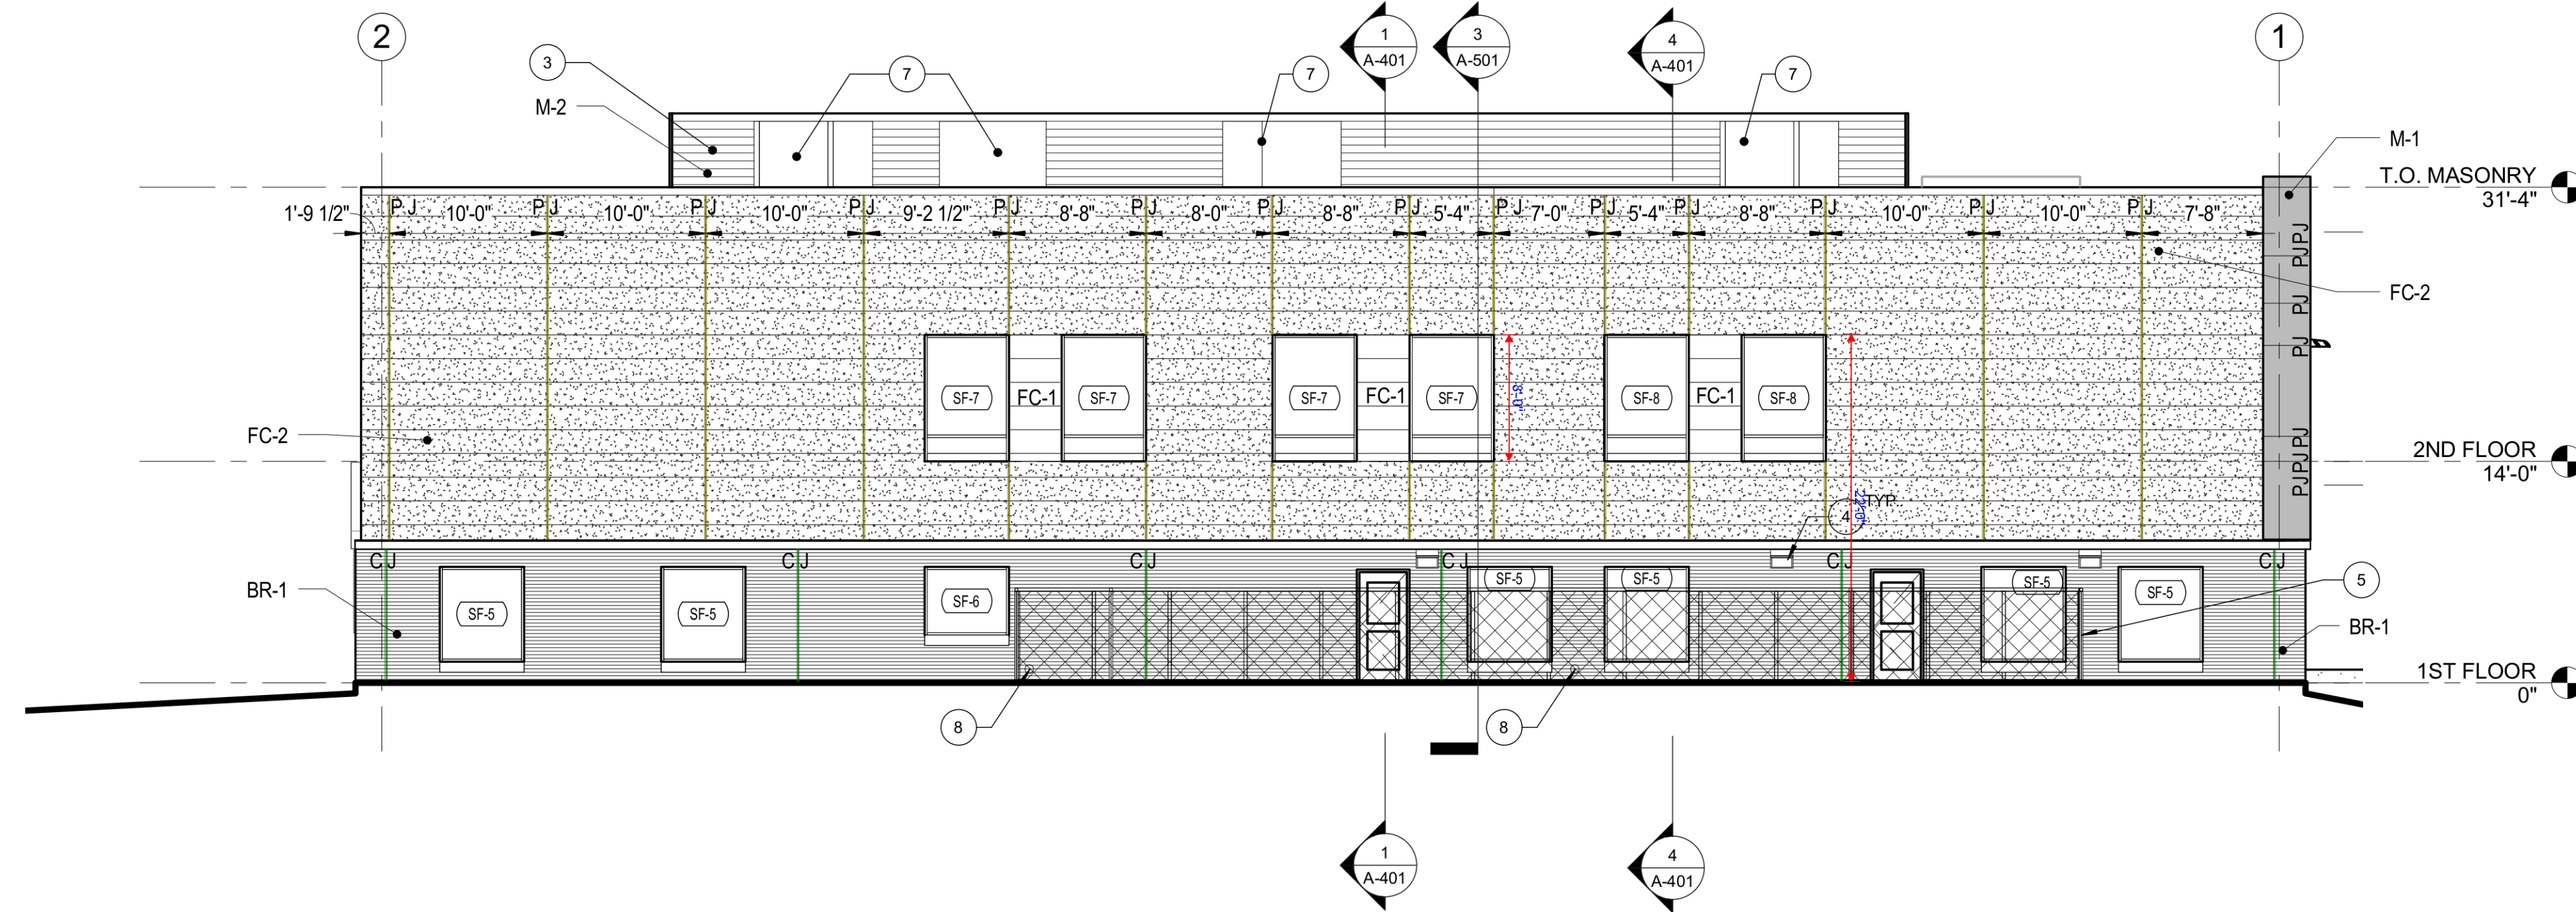 2
1
1
A-401
3
A-501
4
A-401
3
7
7
7
M-2
M-1
T.O. MASONRY
31'-4"
1'-9 1/2"
PJ
10'-0"
PJ
10'-0"
PJ
10'-0"
PJ
9'-2 1/2"
PJ
8'-8"
PJ
8'-0"
PJ
8'-8"
PJ
5'-4"
PJ
7'-0"
PJ
5'-4"
PJ
8'-8"
PJ
10'-0"
PJ
10'-0"
PJ
7'-8"
PJ
PJ
PJ
PJ
FC-2
SF-7
FC-1
SF-7
SF-7
FC-1
SF-7
8'-0"
SF-8
FC-1
SF-8
FC-2
PJ
PJ
PJ
2ND FLOOR
14'-0"
22'-0"
4
TYP.
CJ
CJ
CJ
CJ
CJ
CJ
BR-1
SF-5
SF-5
SF-6
SF-5
SF-5
SF-5
SF-5
5
BR-1
1ST FLOOR
0"
8
8
1
A-401
4
A-401